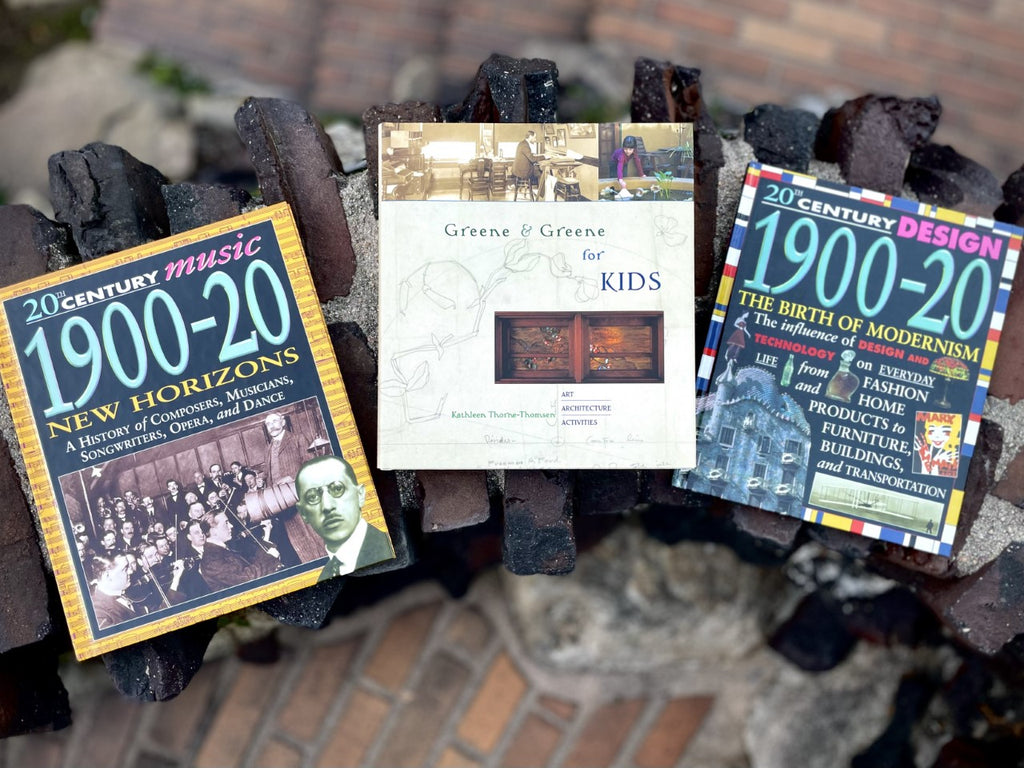 20TH CENTURY music
1900-20
NEW HORIZONS
A HISTORY OF COMPOSERS, MUSICIANS,
SONGWRITERS, OPERA, AND DANCE
Greene & Greene
for
KIDS
Kathleen Thorne-Thomsen
ART
ARCHITECTURE
ACTIVITIES
20TH CENTURY DESIGN
1900-20
THE BIRTH OF MODERNISM
The influence of DESIGN AND
TECHNOLOGY on EVERYDAY
LIFE from FASHION
and HOME
PRODUCTS TO
FURNITURE,
BUILDINGS,
and TRANSPORTATION